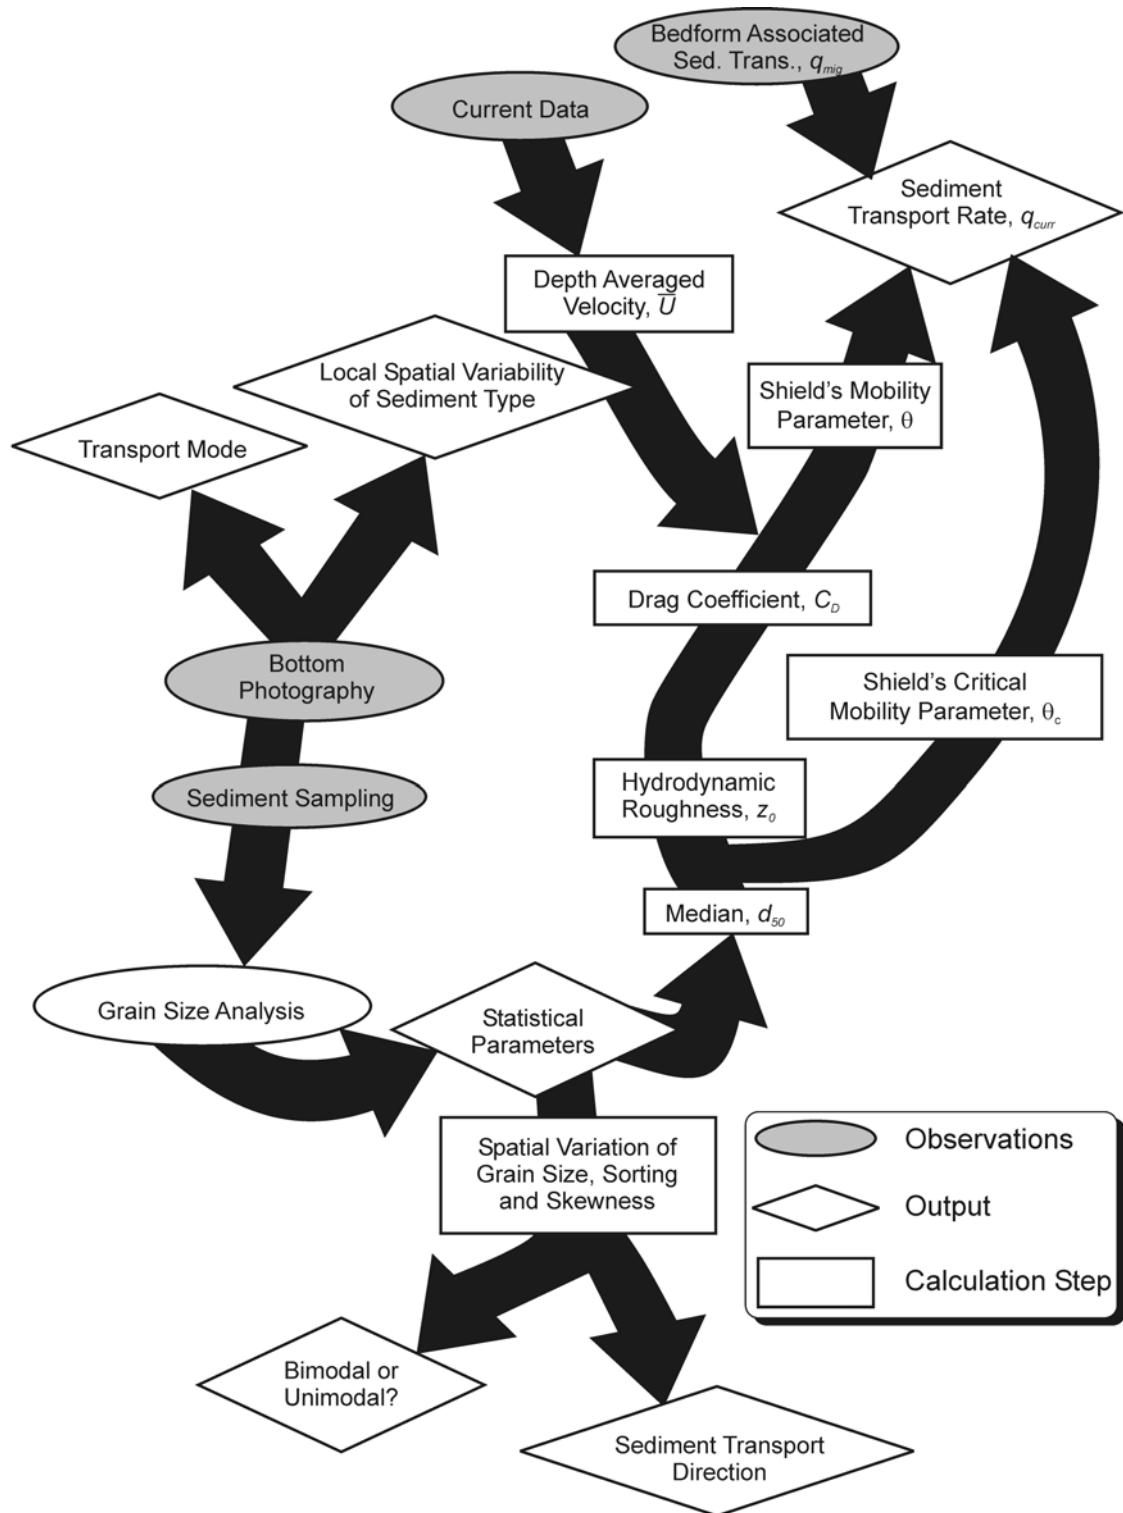 Bedform Associated
Sed. Trans., q_mig
Current Data
Sediment
Transport Rate, q_curr
Depth Averaged
Velocity, U̅
Local Spatial Variability
of Sediment Type
Shield's Mobility
Parameter, θ
Transport Mode
Drag Coefficient, C_D
Bottom
Photography
Shield's Critical
Mobility Parameter, θ_c
Sediment Sampling
Hydrodynamic
Roughness, z_0
Median, d_50
Grain Size Analysis
Statistical
Parameters
Spatial Variation of
Grain Size, Sorting
and Skewness
Observations
Output
Calculation Step
Bimodal or
Unimodal?
Sediment Transport
Direction